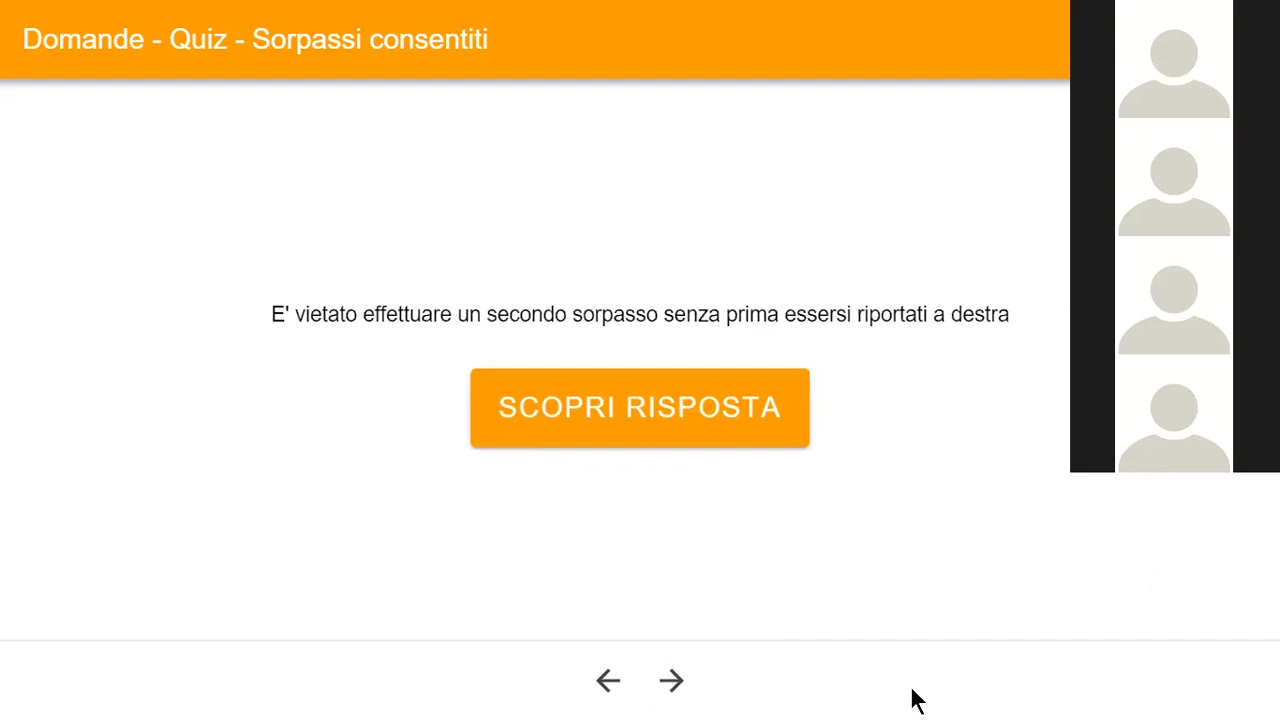 Domande - Quiz - Sorpassi consentiti
E' vietato effettuare un secondo sorpasso senza prima essersi riportati a destra
SCOPRI RISPOSTA